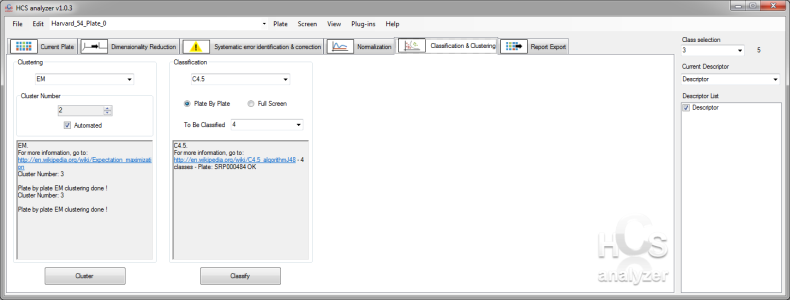 HCS analyzer v1.0.3
File Edit Harvard_54_Plate_0 Plate Screen View Plug-ins Help
Current Plate Dimensionality Reduction Systematic error identification & correction Normalization Classification & Clustering Report Export
Clustering
EM
Cluster Number
2
Automated
EM.
For more information, go to:
http://en.wikipedia.org/wiki/Expectation_maximizati
on
Cluster Number: 3
Plate by plate EM clustering done !
Cluster Number: 3
Plate by plate EM clustering done !
Cluster
Classification
C4.5
Plate By Plate Full Screen
To Be Classified 4
C4.5.
For more information, go to:
http://en.wikipedia.org/wiki/C4.5_algorithmJ48 - 4
classes - Plate: SRP000484 OK
Classify
HCS
analyzer
Class selection
3 5
Current Descriptor
Descriptor
Descriptor List
Descriptor